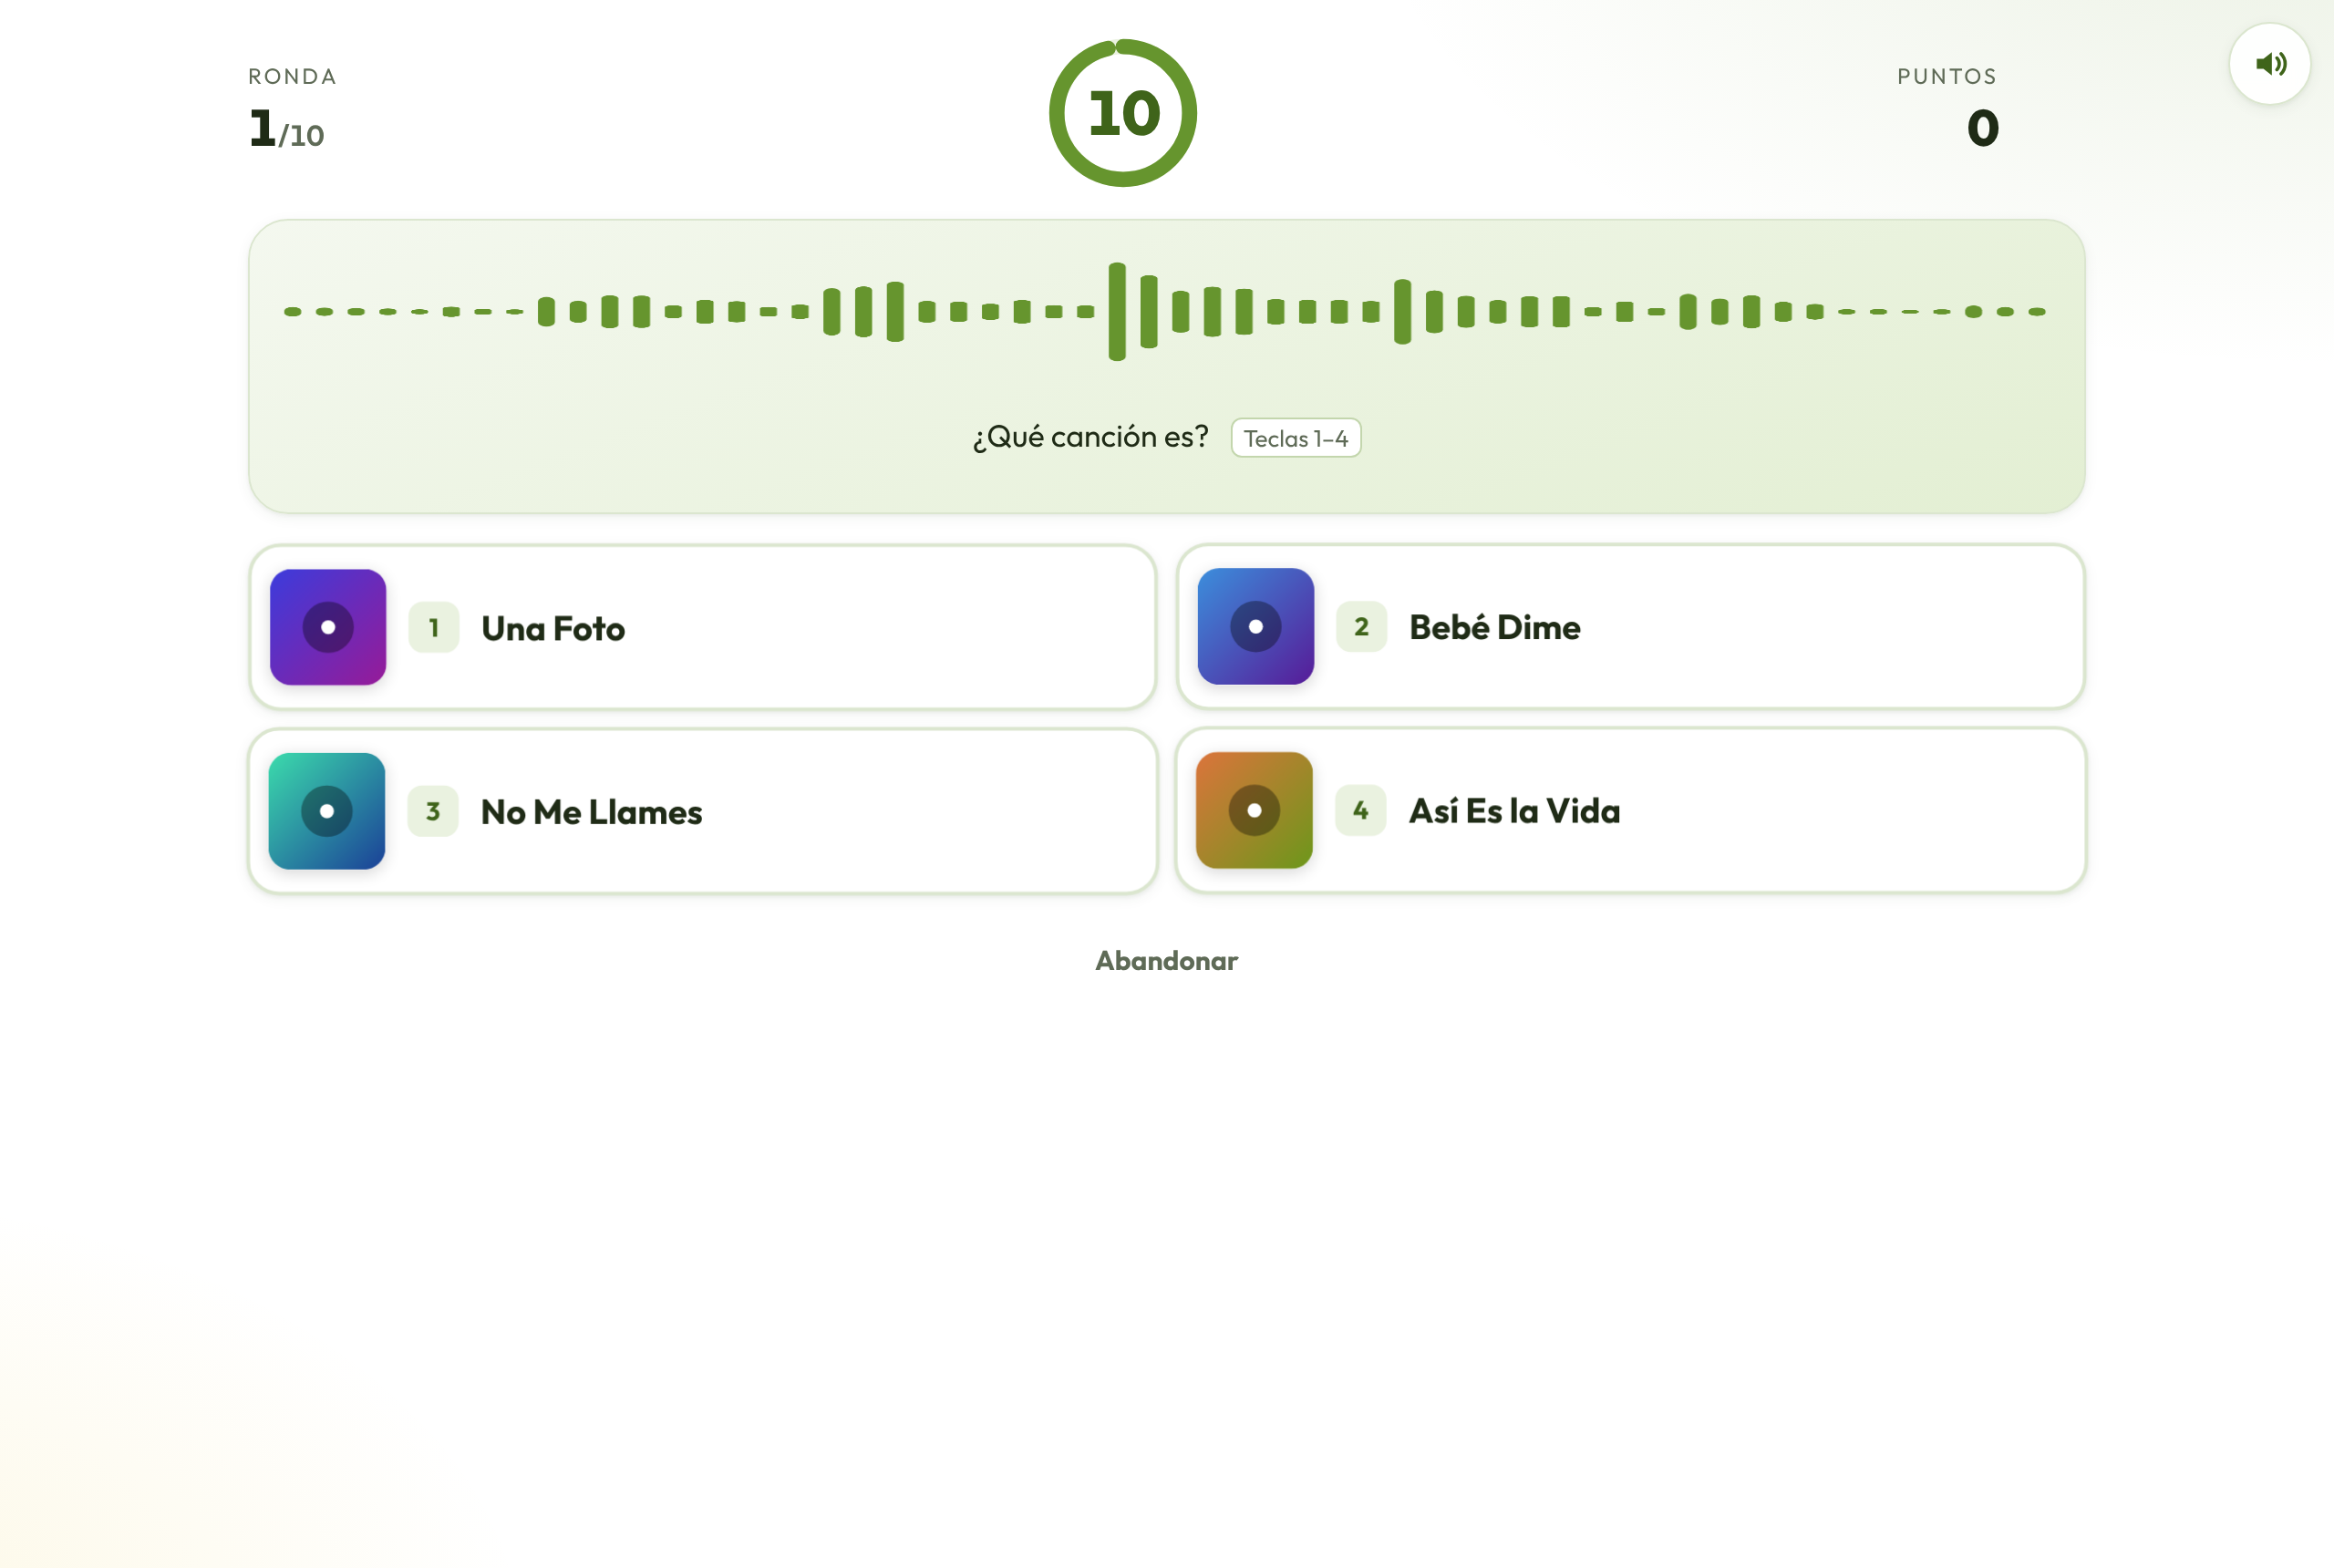 RONDA
1/10
10
PUNTOS
0
¿Qué canción es? Teclas 1–4
1 Una Foto
2 Bebé Dime
3 No Me Llames
4 Así Es la Vida
Abandonar